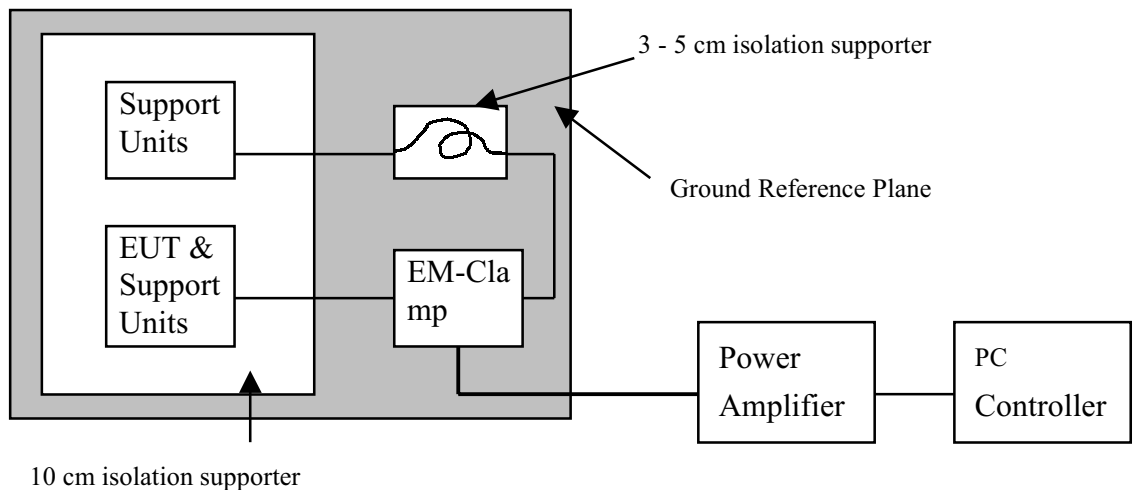 3 - 5 cm isolation supporter
Support
Units
Ground Reference Plane
EUT &
Support
Units
EM-Cla
mp
Power
Amplifier
PC
Controller
10 cm isolation supporter